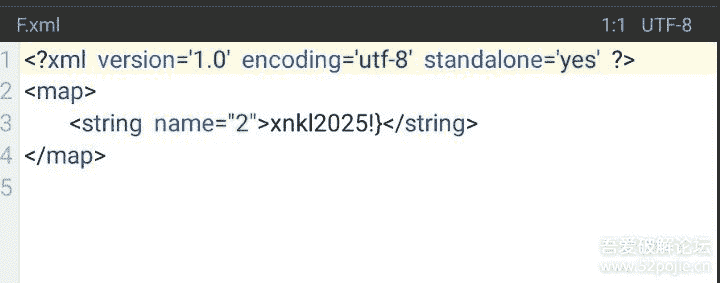 F.xml 1:1 UTF-8
1 <?xml version='1.0' encoding='utf-8' standalone='yes' ?>
2 <map>
3 <string name="2">xnkl2025!}</string>
4 </map>
5
吾爱破解论坛
www.52pojie.cn